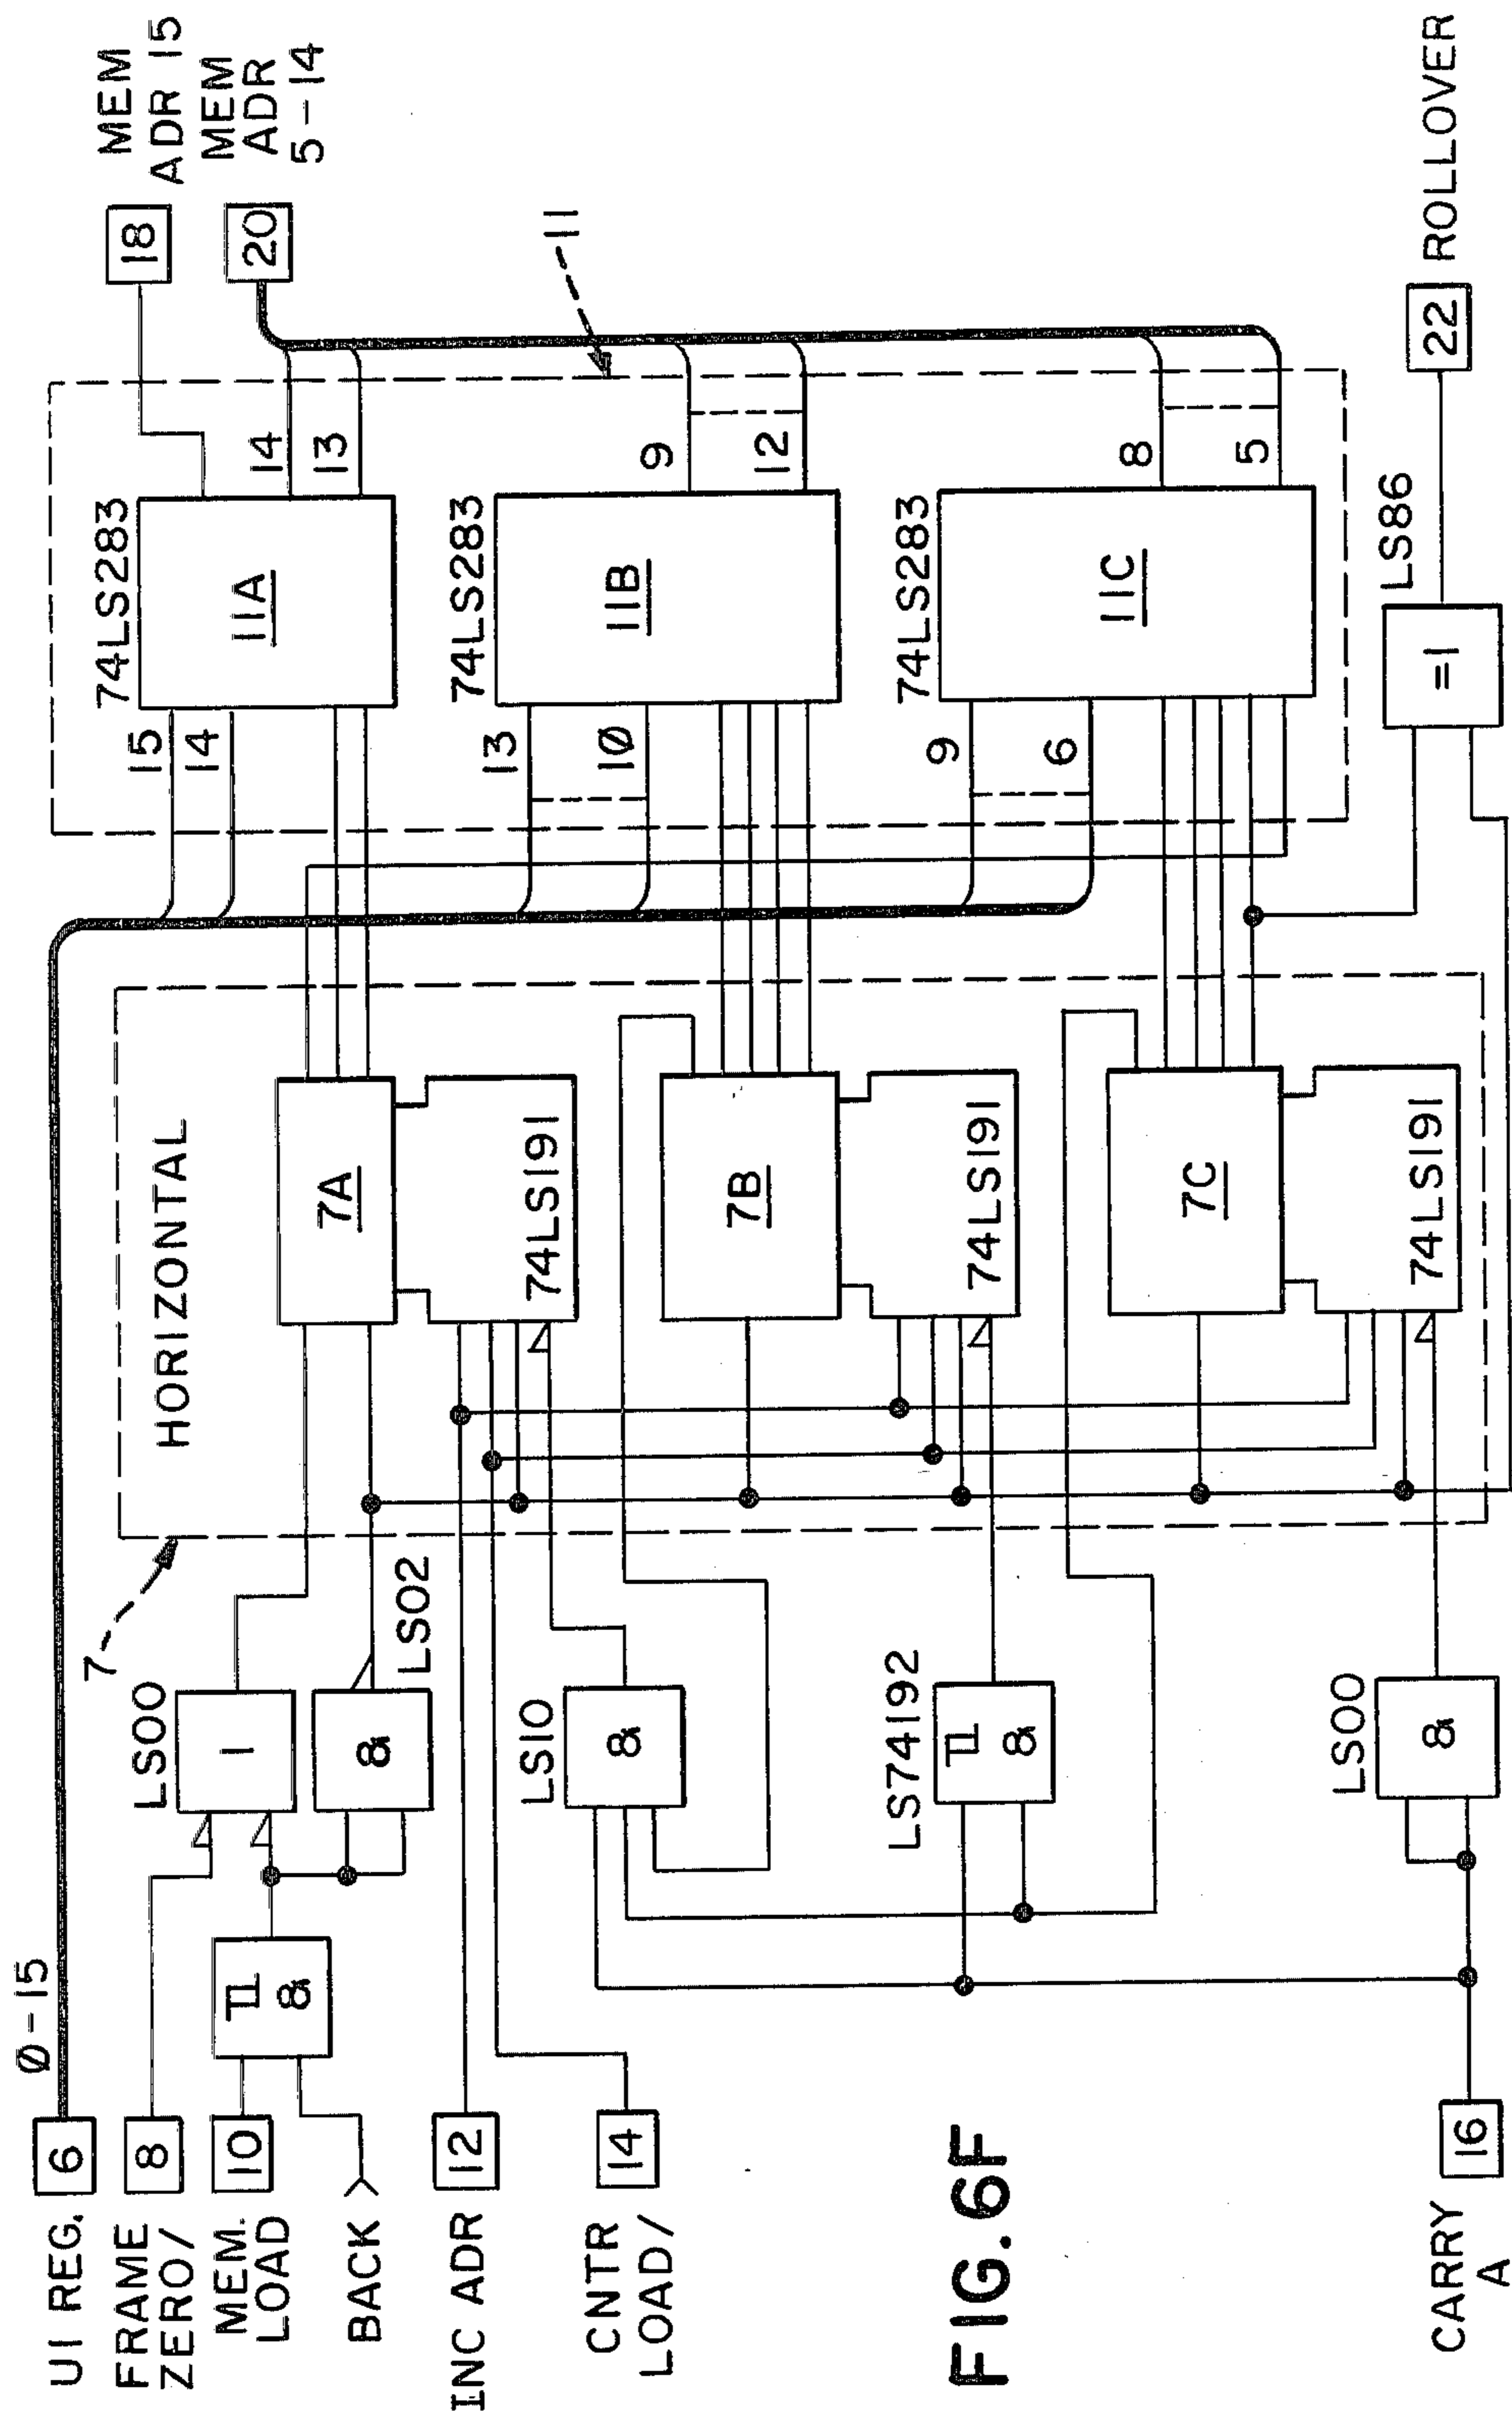 UI REG. 6
0-15
FRAME
ZERO/
8
MEM.
LOAD
10
BACK
INC ADR 12
CNTR
LOAD/
14
CARRY
A
16
FIG. 6F
LS00
1
&
LS02
⎍
&
LS10
&
LS74192
⎍
&
LS00
&
7
HORIZONTAL
7A
74LS191
7B
74LS191
7C
74LS191
11
74LS283
15
14
11A
14
13
74LS283
13
10
11B
9
12
74LS283
9
6
11C
8
5
LS86
=1
18
MEM
ADR 15
20
MEM
ADR
5-14
22 ROLLOVER